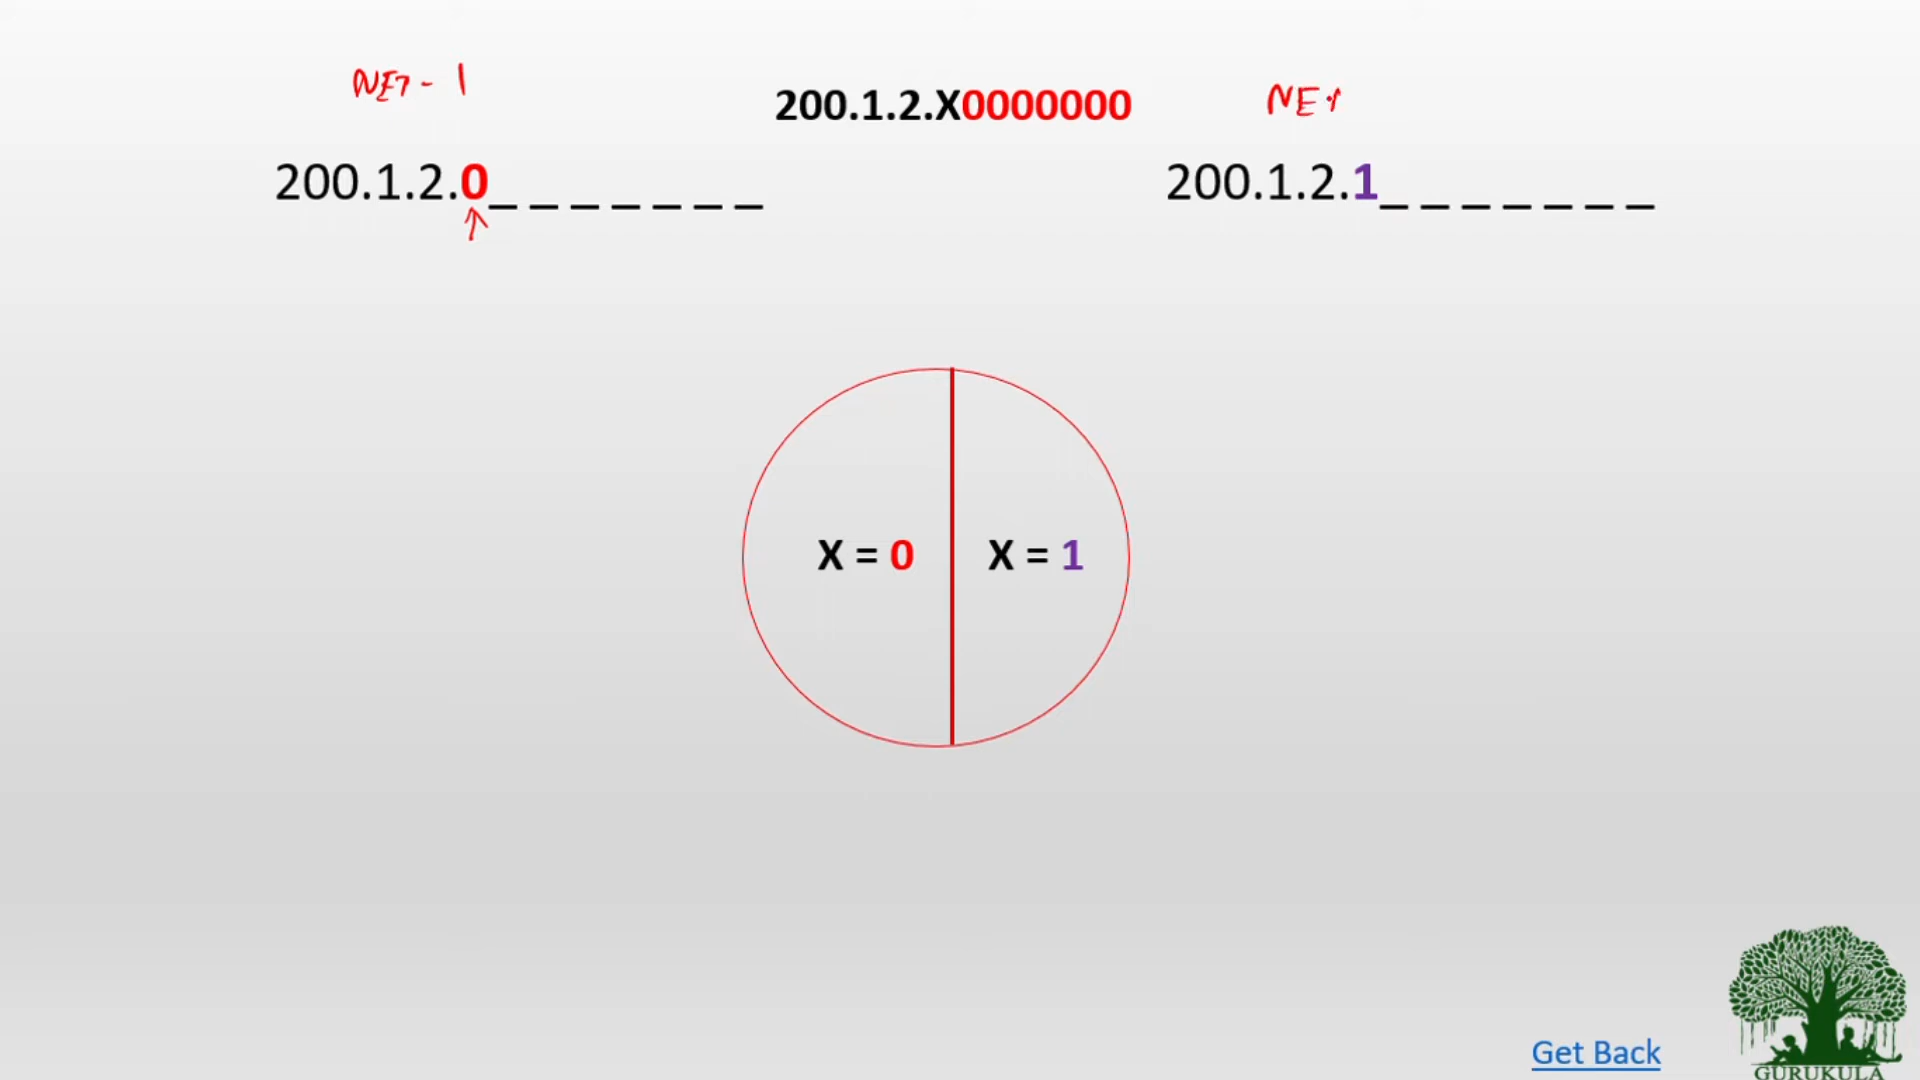 NET - 1
200.1.2.X0000000
NET
200.1.2.0_ _ _ _ _ _ _
200.1.2.1_ _ _ _ _ _ _
X = 0
X = 1
Get Back
GURUKULA